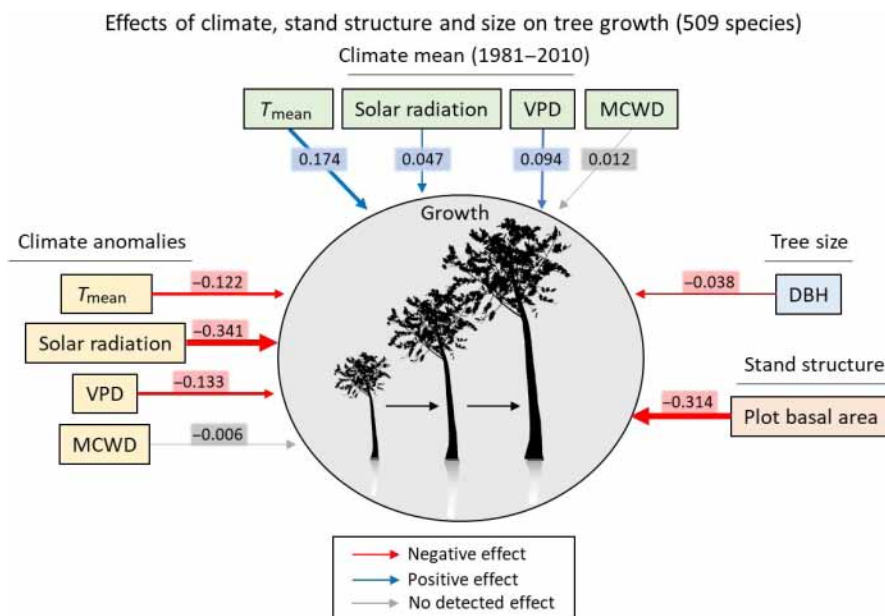 Effects of climate, stand structure and size on tree growth (509 species)
Climate mean (1981–2010)
Tmean
Solar radiation
VPD
MCWD
0.174
0.047
0.094
0.012
Growth
Climate anomalies
Tmean
–0.122
Solar radiation
–0.341
VPD
–0.133
MCWD
–0.006
Tree size
–0.038
DBH
Stand structure
–0.314
Plot basal area
Negative effect
Positive effect
No detected effect